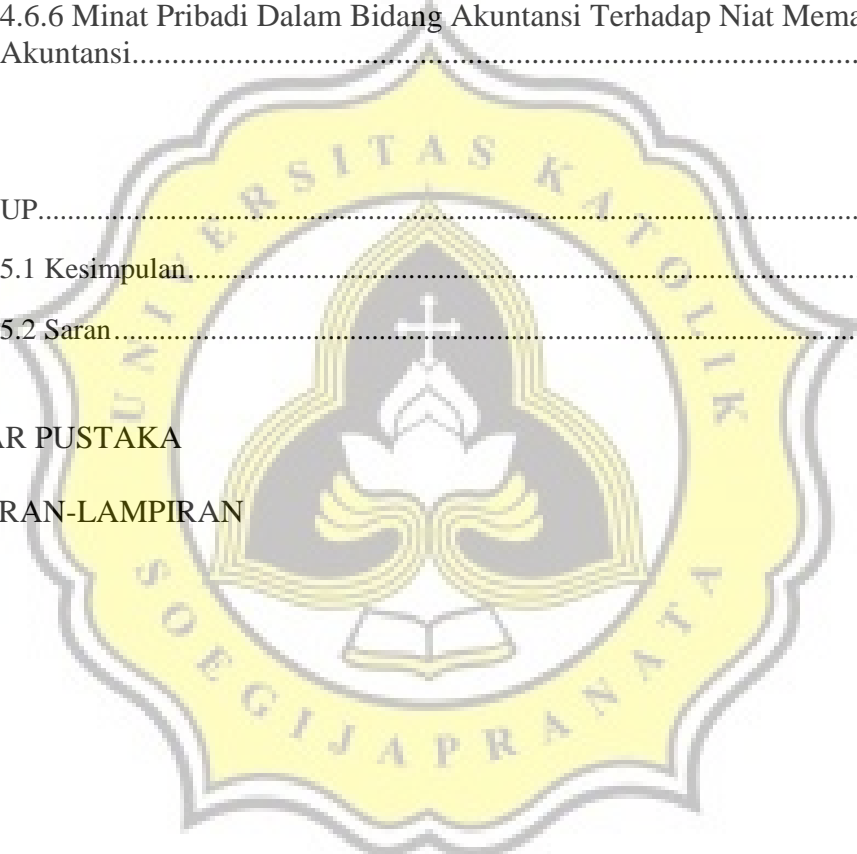 4.6.6 Minat Pribadi Dalam Bidang Akuntansi Terhadap Niat Mema
Akuntansi........................................................................................
UP.......................................................................................................
5.1 Kesimpulan...................................................................................
5.2 Saran.............................................................................................
AR PUSTAKA
RAN-LAMPIRAN
UNIVERSITAS KATOLIK
SOEGIJAPRANATA